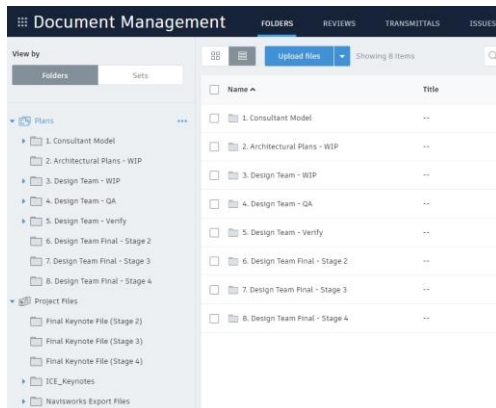 Document Management
FOLDERS REVIEWS TRANSMITTALS ISSUES
View by
Folders Sets
Upload files Showing 8 items
Name Title
Plans
1. Consultant Model
2. Architectural Plans - WIP
3. Design Team - WIP
4. Design Team - QA
5. Design Team - Verify
6. Design Team Final - Stage 2
7. Design Team Final - Stage 3
8. Design Team Final - Stage 4
Project Files
Final Keynote File (Stage 2)
Final Keynote File (Stage 3)
Final Keynote File (Stage 4)
ICE_Keynotes
Navisworks Export Files
1. Consultant Model --
2. Architectural Plans - WIP --
3. Design Team - WIP --
4. Design Team - QA --
5. Design Team - Verify --
6. Design Team Final - Stage 2 --
7. Design Team Final - Stage 3 --
8. Design Team Final - Stage 4 --